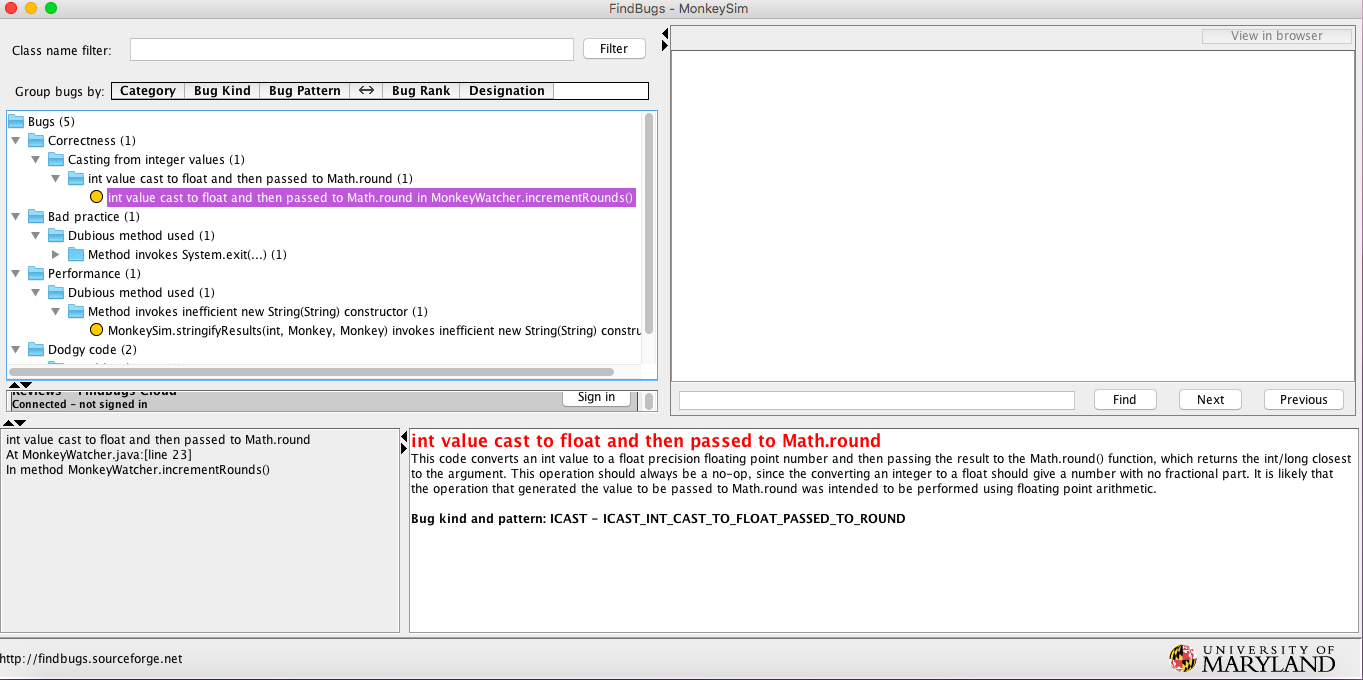 FindBugs - MonkeySim
Class name filter:
Filter
View in browser
Group bugs by:
Category
Bug Kind
Bug Pattern
↔
Bug Rank
Designation
Bugs (5)
Correctness (1)
Casting from integer values (1)
int value cast to float and then passed to Math.round (1)
int value cast to float and then passed to Math.round in MonkeyWatcher.incrementRounds()
Bad practice (1)
Dubious method used (1)
Method invokes System.exit(...) (1)
Performance (1)
Dubious method used (1)
Method invokes inefficient new String(String) constructor (1)
MonkeySim.stringifyResults(int, Monkey, Monkey) invokes inefficient new String(String) constru
Dodgy code (2)
Reviews - FindBugs Cloud
Connected - not signed in
Sign in
Find
Next
Previous
int value cast to float and then passed to Math.round
At MonkeyWatcher.java:[line 23]
In method MonkeyWatcher.incrementRounds()
int value cast to float and then passed to Math.round
This code converts an int value to a float precision floating point number and then passing the result to the Math.round() function, which returns the int/long closest
to the argument. This operation should always be a no-op, since the converting an integer to a float should give a number with no fractional part. It is likely that
the operation that generated the value to be passed to Math.round was intended to be performed using floating point arithmetic.
Bug kind and pattern: ICAST - ICAST_INT_CAST_TO_FLOAT_PASSED_TO_ROUND
http://findbugs.sourceforge.net
UNIVERSITY OF
MARYLAND